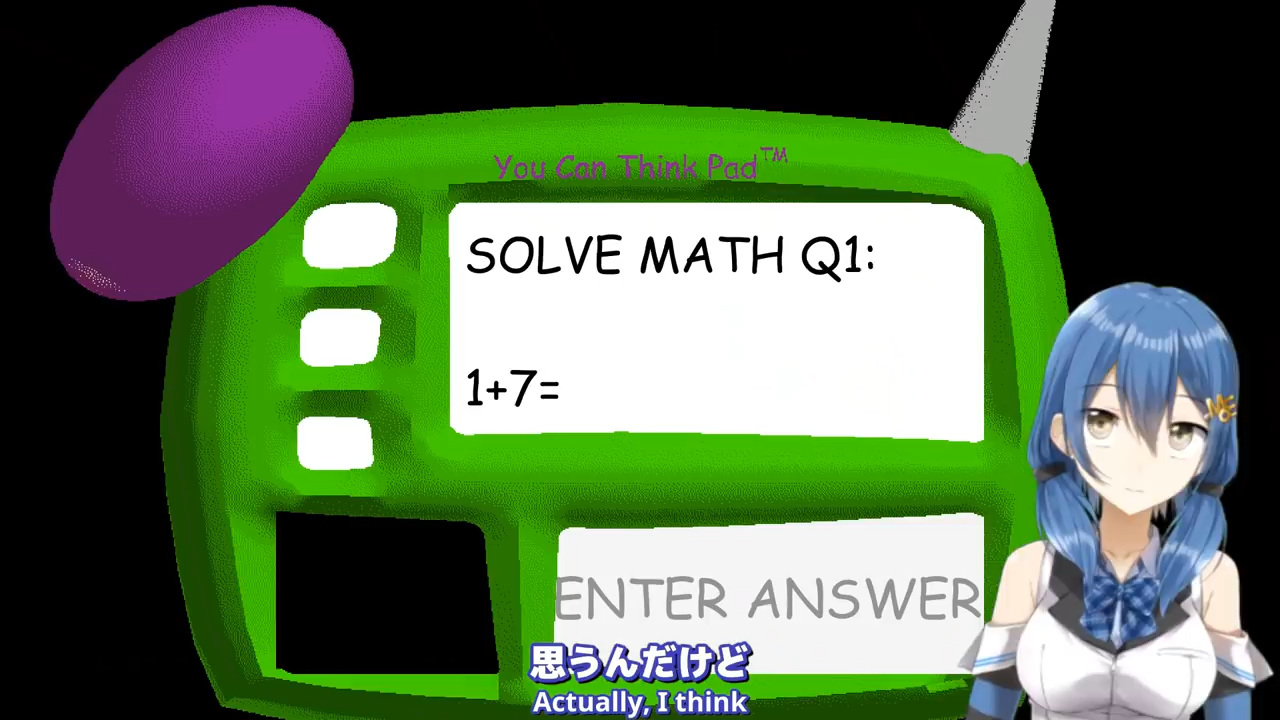 You Can Think Pad™
SOLVE MATH Q1:
1+7=
ENTER ANSWER
思うんだけど
Actually, I think